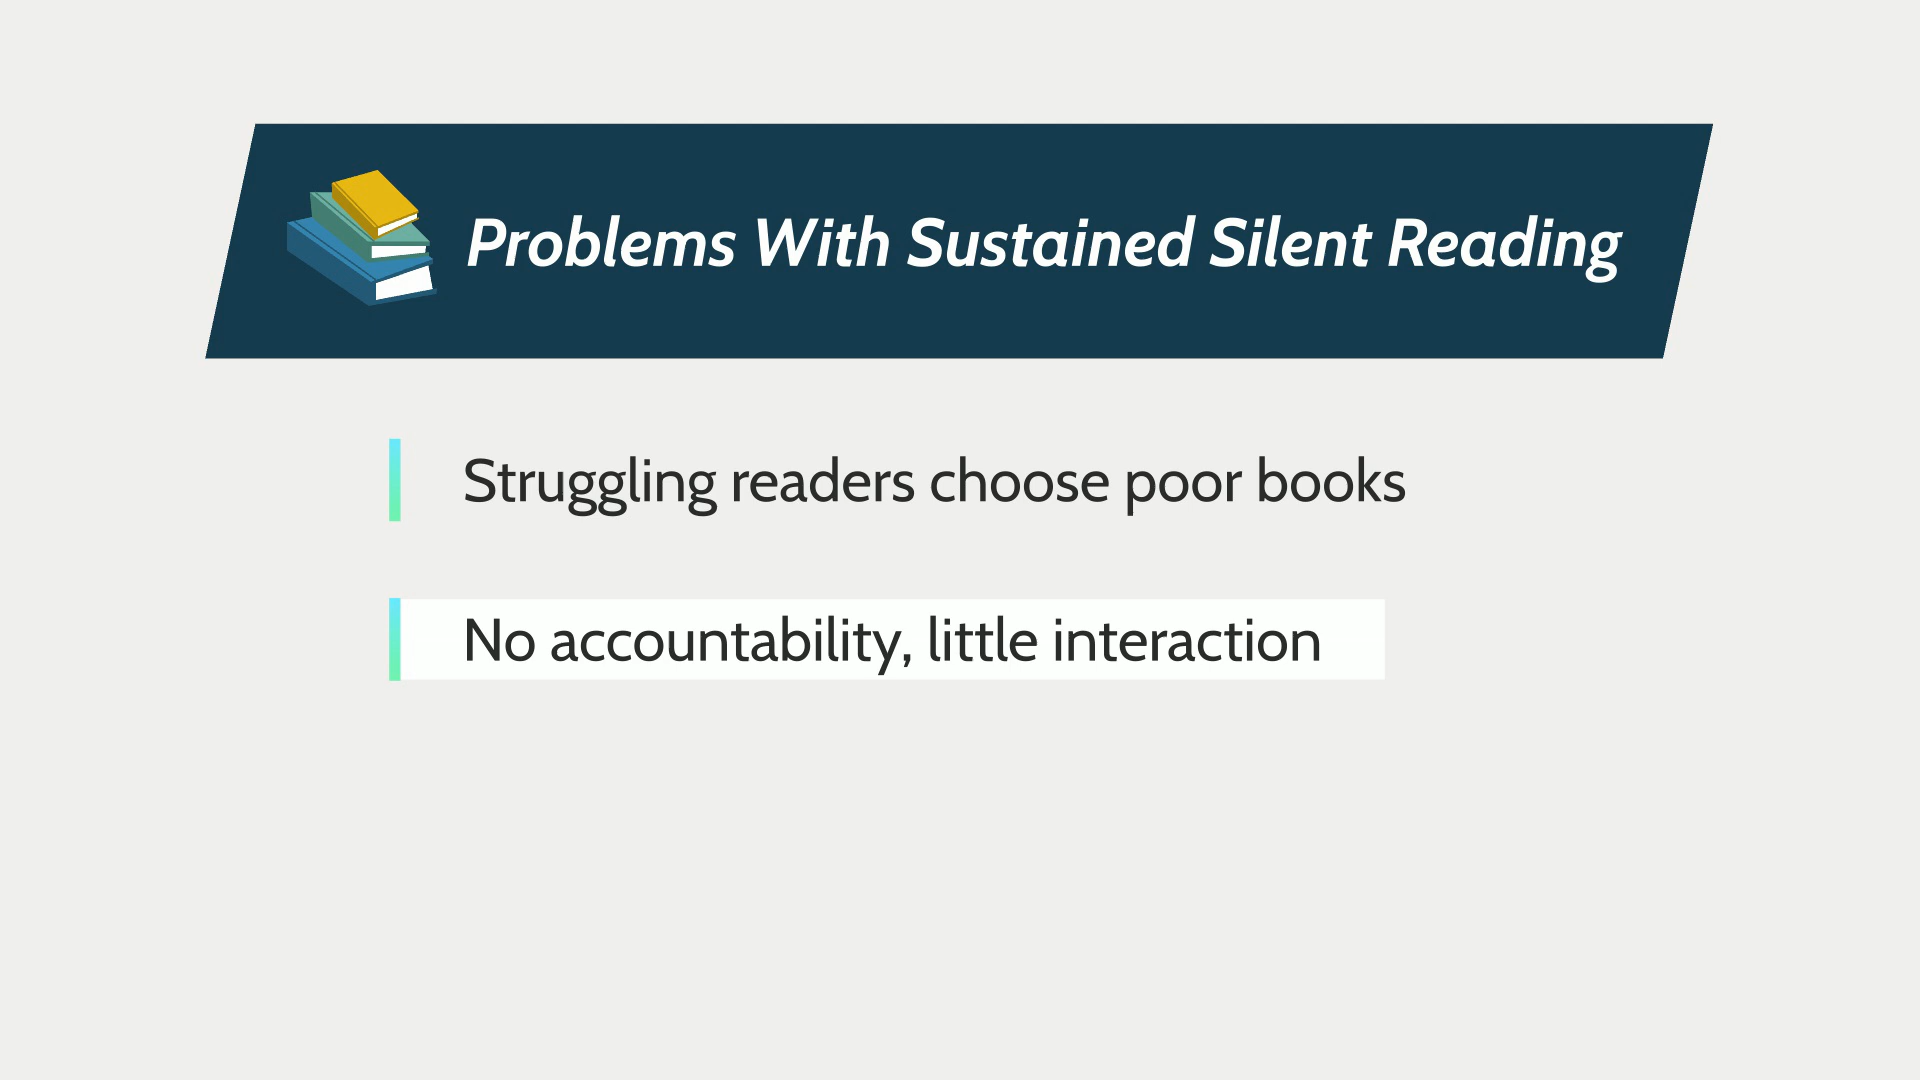 Problems With Sustained Silent Reading
Struggling readers choose poor books
No accountability, little interaction